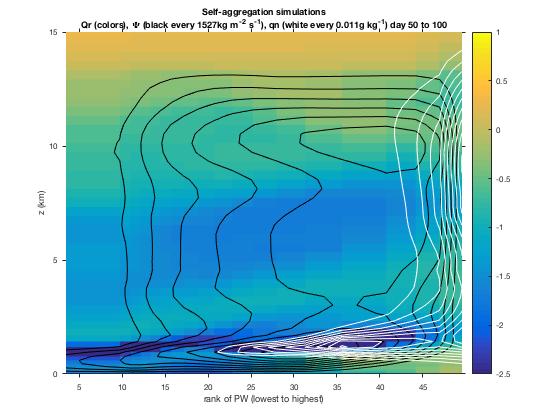 Self-aggregation simulations
Qr (colors), Ψ (black every 1527kg m⁻² s⁻¹), qn (white every 0.011g kg⁻¹) day 50 to 100
15
10
5
0
z (km)
5 10 15 20 25 30 35 40 45
rank of PW (lowest to highest)
1
0.5
0
-0.5
-1
-1.5
-2
-2.5